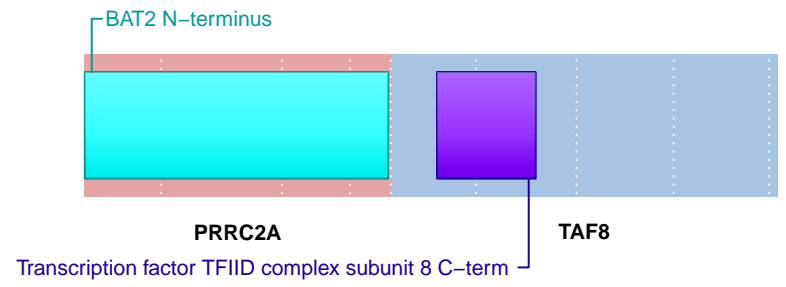 BAT2 N−terminus
PRRC2A TAF8
Transcription factor TFIID complex subunit 8 C−term